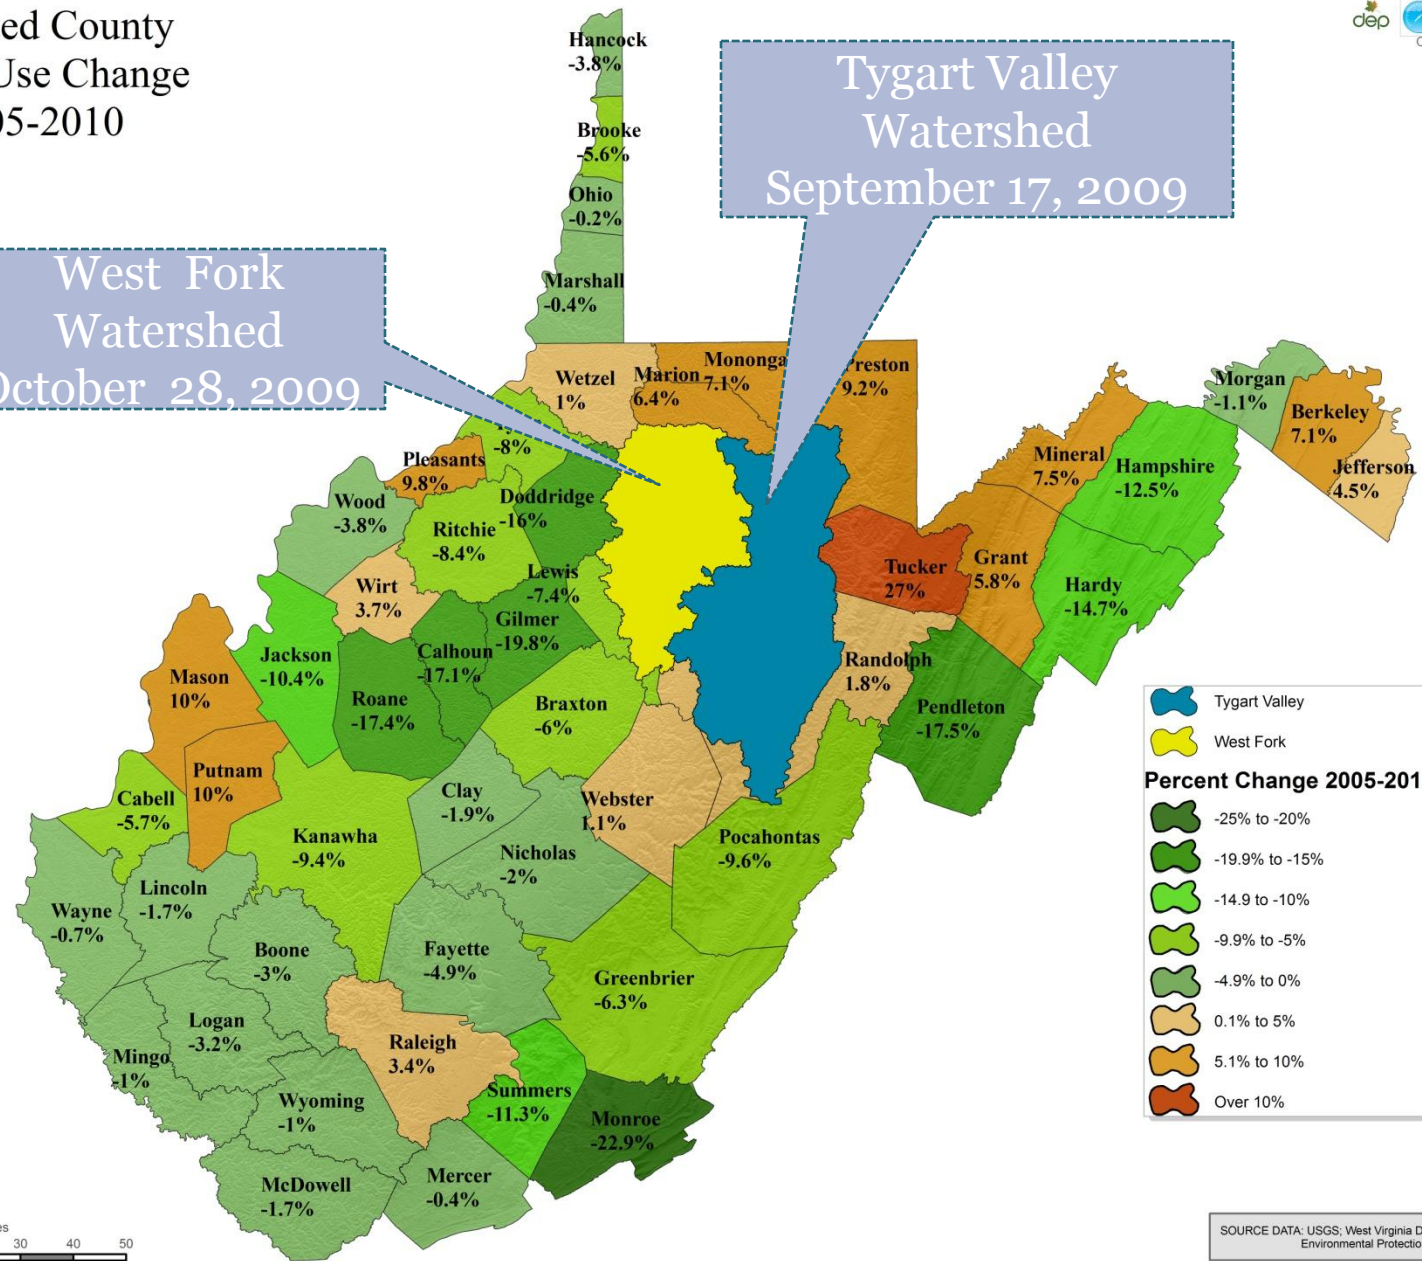 ed County
Use Change
05-2010
dep
Tygart Valley
Watershed
September 17, 2009
West Fork
Watershed
October 28, 2009
Hancock
-3.8%
Brooke
-5.6%
Ohio
-0.2%
Marshall
-0.4%
Wetzel
1%
Marion
6.4%
Mononga
7.1%
Preston
9.2%
-8%
Pleasants
9.8%
Doddridge
-16%
Wood
-3.8%
Ritchie
-8.4%
Lewis
-7.4%
Wirt
3.7%
Gilmer
-19.8%
Calhoun
-17.1%
Jackson
-10.4%
Roane
-17.4%
Mason
10%
Putnam
10%
Cabell
-5.7%
Braxton
-6%
Clay
-1.9%
Webster
1.1%
Kanawha
-9.4%
Nicholas
-2%
Pocahontas
-9.6%
Lincoln
-1.7%
Wayne
-0.7%
Boone
-3%
Fayette
-4.9%
Greenbrier
-6.3%
Logan
-3.2%
Mingo
-1%
Raleigh
3.4%
Wyoming
-1%
Summers
-11.3%
Monroe
-22.9%
McDowell
-1.7%
Mercer
-0.4%
Tucker
27%
Randolph
1.8%
Pendleton
-17.5%
Grant
5.8%
Mineral
7.5%
Hampshire
-12.5%
Hardy
-14.7%
Morgan
-1.1%
Berkeley
7.1%
Jefferson
4.5%
Tygart Valley
West Fork
Percent Change 2005-201
-25% to -20%
-19.9% to -15%
-14.9 to -10%
-9.9% to -5%
-4.9% to 0%
0.1% to 5%
5.1% to 10%
Over 10%
es
30 40 50
SOURCE DATA: USGS; West Virginia D
Environmental Protectio